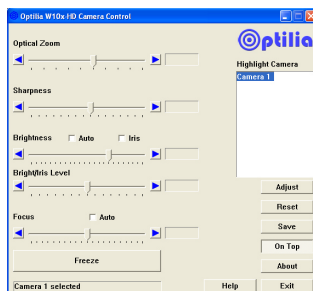 Optilia W10x-HD Camera Control
Optical Zoom
Optilia
Highlight Camera
Camera 1
Sharpness
Brightness Auto Iris
Bright/Iris Level
Adjust
Reset
Focus Auto
Save
On Top
Freeze
About
Camera 1 selected
Help
Exit